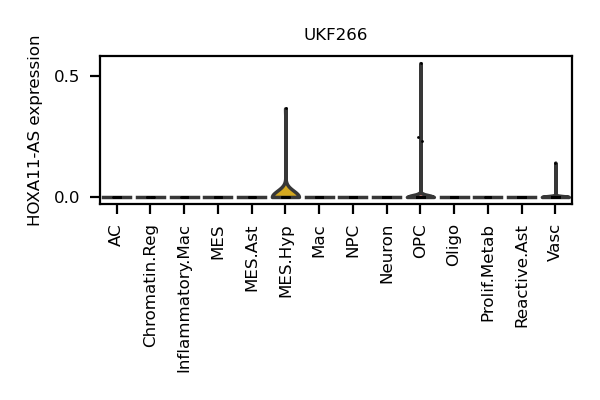 UKF266
HOXA11-AS expression
0.5
0.0
AC
Chromatin.Reg
Inflammatory.Mac
MES
MES.Ast
MES.Hyp
Mac
NPC
Neuron
OPC
Oligo
Prolif.Metab
Reactive.Ast
Vasc